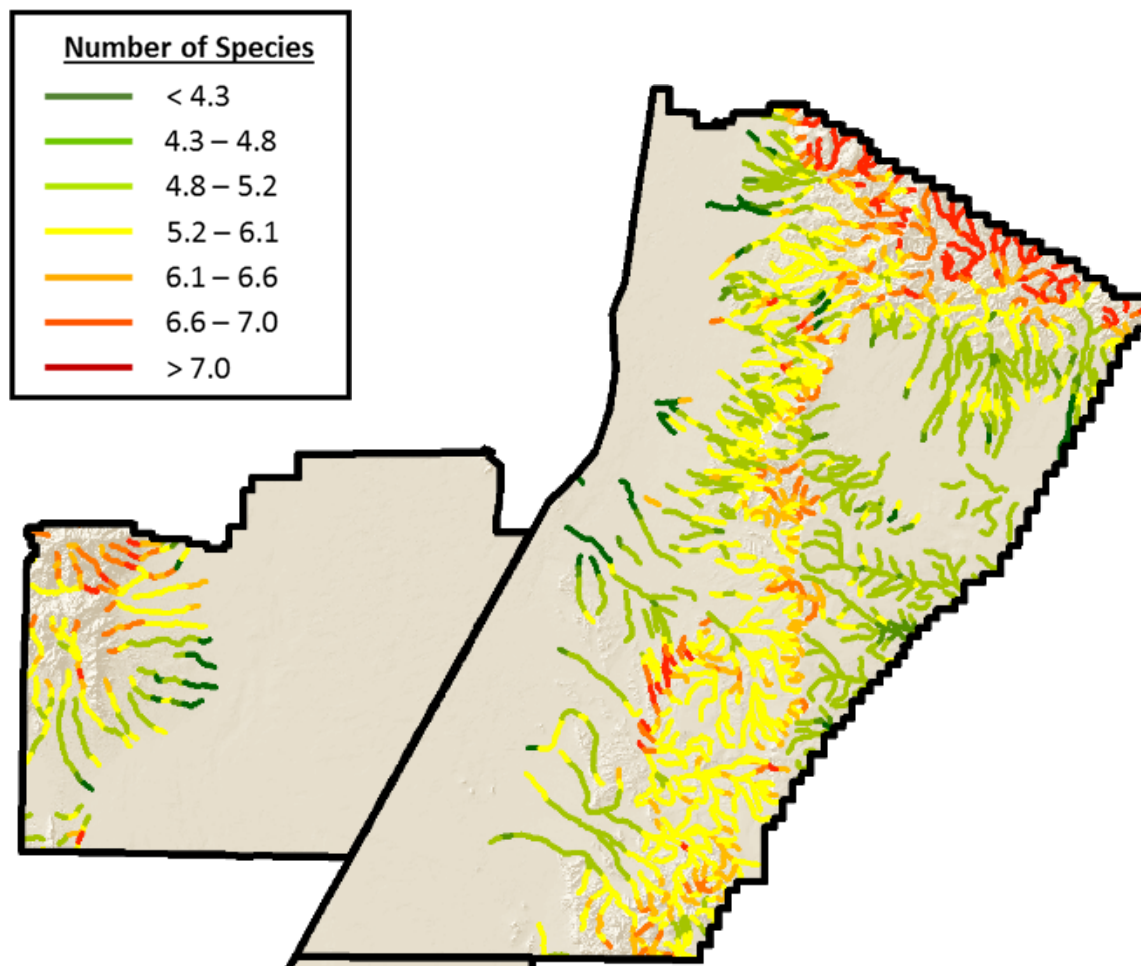 Number of Species
< 4.3
4.3 – 4.8
4.8 – 5.2
5.2 – 6.1
6.1 – 6.6
6.6 – 7.0
> 7.0